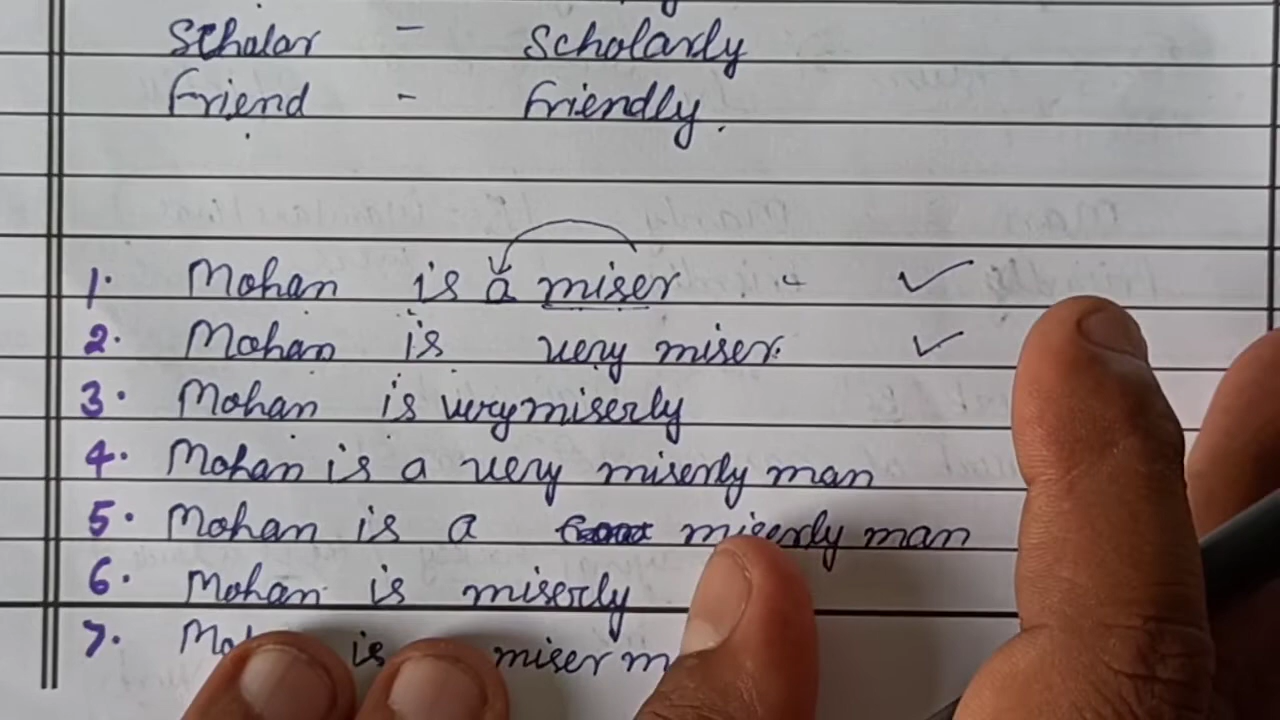 Scholar - Scholarly
Friend - Friendly.
1. Mohan is a miser.
2. Mohan is very miser.
3. Mohan is very miserly
4. Mohan is a very miserly man
5. Mohan is a miserly man
6. Mohan is miserly
7. is miser